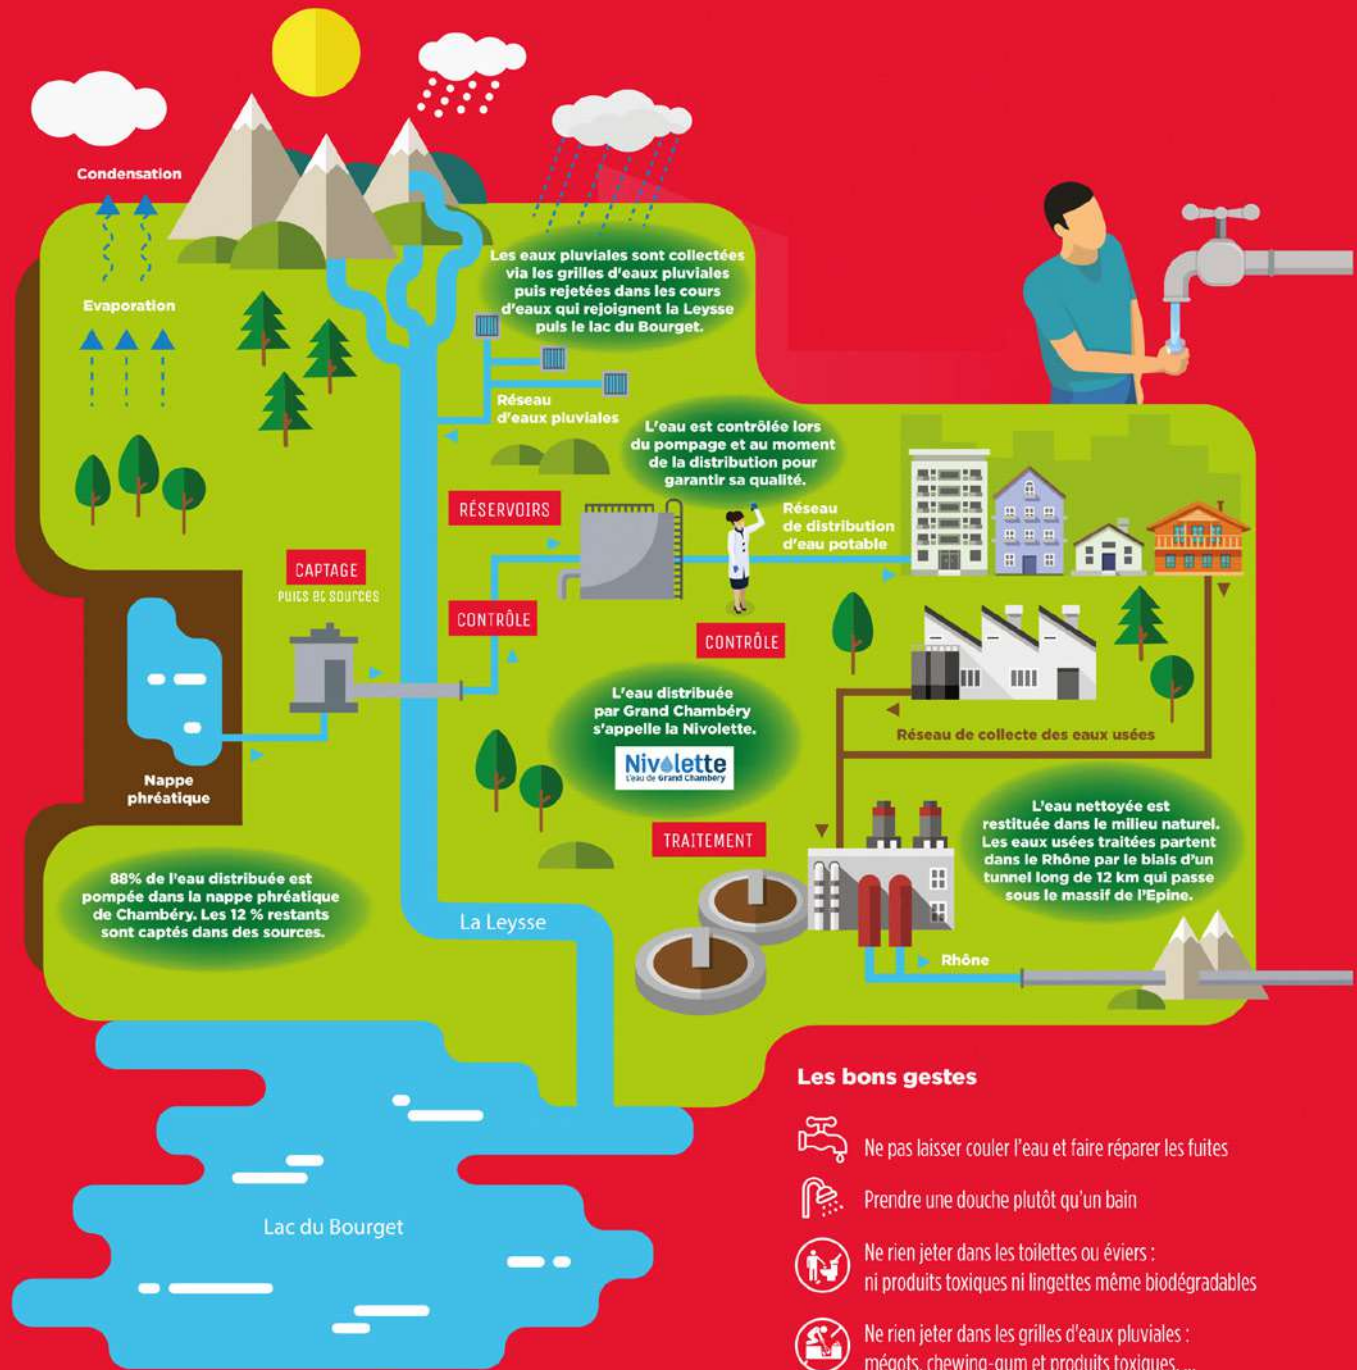 Condensation
Evaporation
Les eaux pluviales sont collectées
via les grilles d'eaux pluviales
puis rejetées dans les cours
d'eaux qui rejoignent la Leysse
puis le lac du Bourget.
Réseau
d'eaux pluviales
L'eau est contrôlée lors
du pompage et au moment
de la distribution pour
garantir sa qualité.
RÉSERVOIRS
Réseau
de distribution
d'eau potable
CAPTAGE
PUITS ET SOURCES
CONTRÔLE
CONTRÔLE
L'eau distribuée
par Grand Chambéry
s'appelle la Nivolette.
Nivolette
L'eau de Grand Chambéry
Réseau de collecte des eaux usées
Nappe
phréatique
TRAITEMENT
L'eau nettoyée est
restituée dans le milieu naturel.
Les eaux usées traitées partent
dans le Rhône par le biais d'un
tunnel long de 12 km qui passe
sous le massif de l'Epine.
88% de l'eau distribuée est
pompée dans la nappe phréatique
de Chambéry. Les 12 % restants
sont captés dans des sources.
La Leysse
Rhône
Lac du Bourget
Les bons gestes
Ne pas laisser couler l'eau et faire réparer les fuites
Prendre une douche plutôt qu'un bain
Ne rien jeter dans les toilettes ou éviers :
ni produits toxiques ni lingettes même biodégradables
Ne rien jeter dans les grilles d'eaux pluviales :
mégots, chewing-gum et produits toxiques, ...